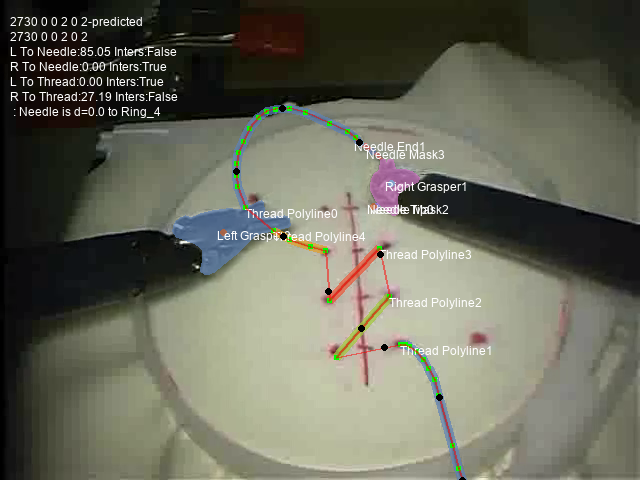 2730 0 0 2 0 2-predicted
2730 0 0 2 0 2
L To Needle:85.05 Inters:False
R To Needle:0.00 Inters:True
L To Thread:0.00 Inters:True
R To Thread:27.19 Inters:False
: Needle is d=0.0 to Ring_4
Needle End1
Needle Mask3
Right Grasper1
Thread Polyline0
Left Grasper
Thread Polyline4
Thread Polyline3
Thread Polyline2
Thread Polyline1